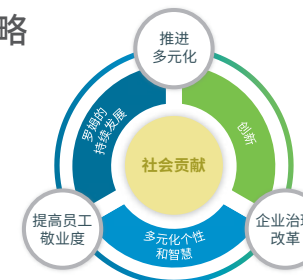 略
推进
多元化
罗姆的
持续发展
创新
社会贡献
提高员工
敬业度
企业治理
改革
多元化个性
和智慧